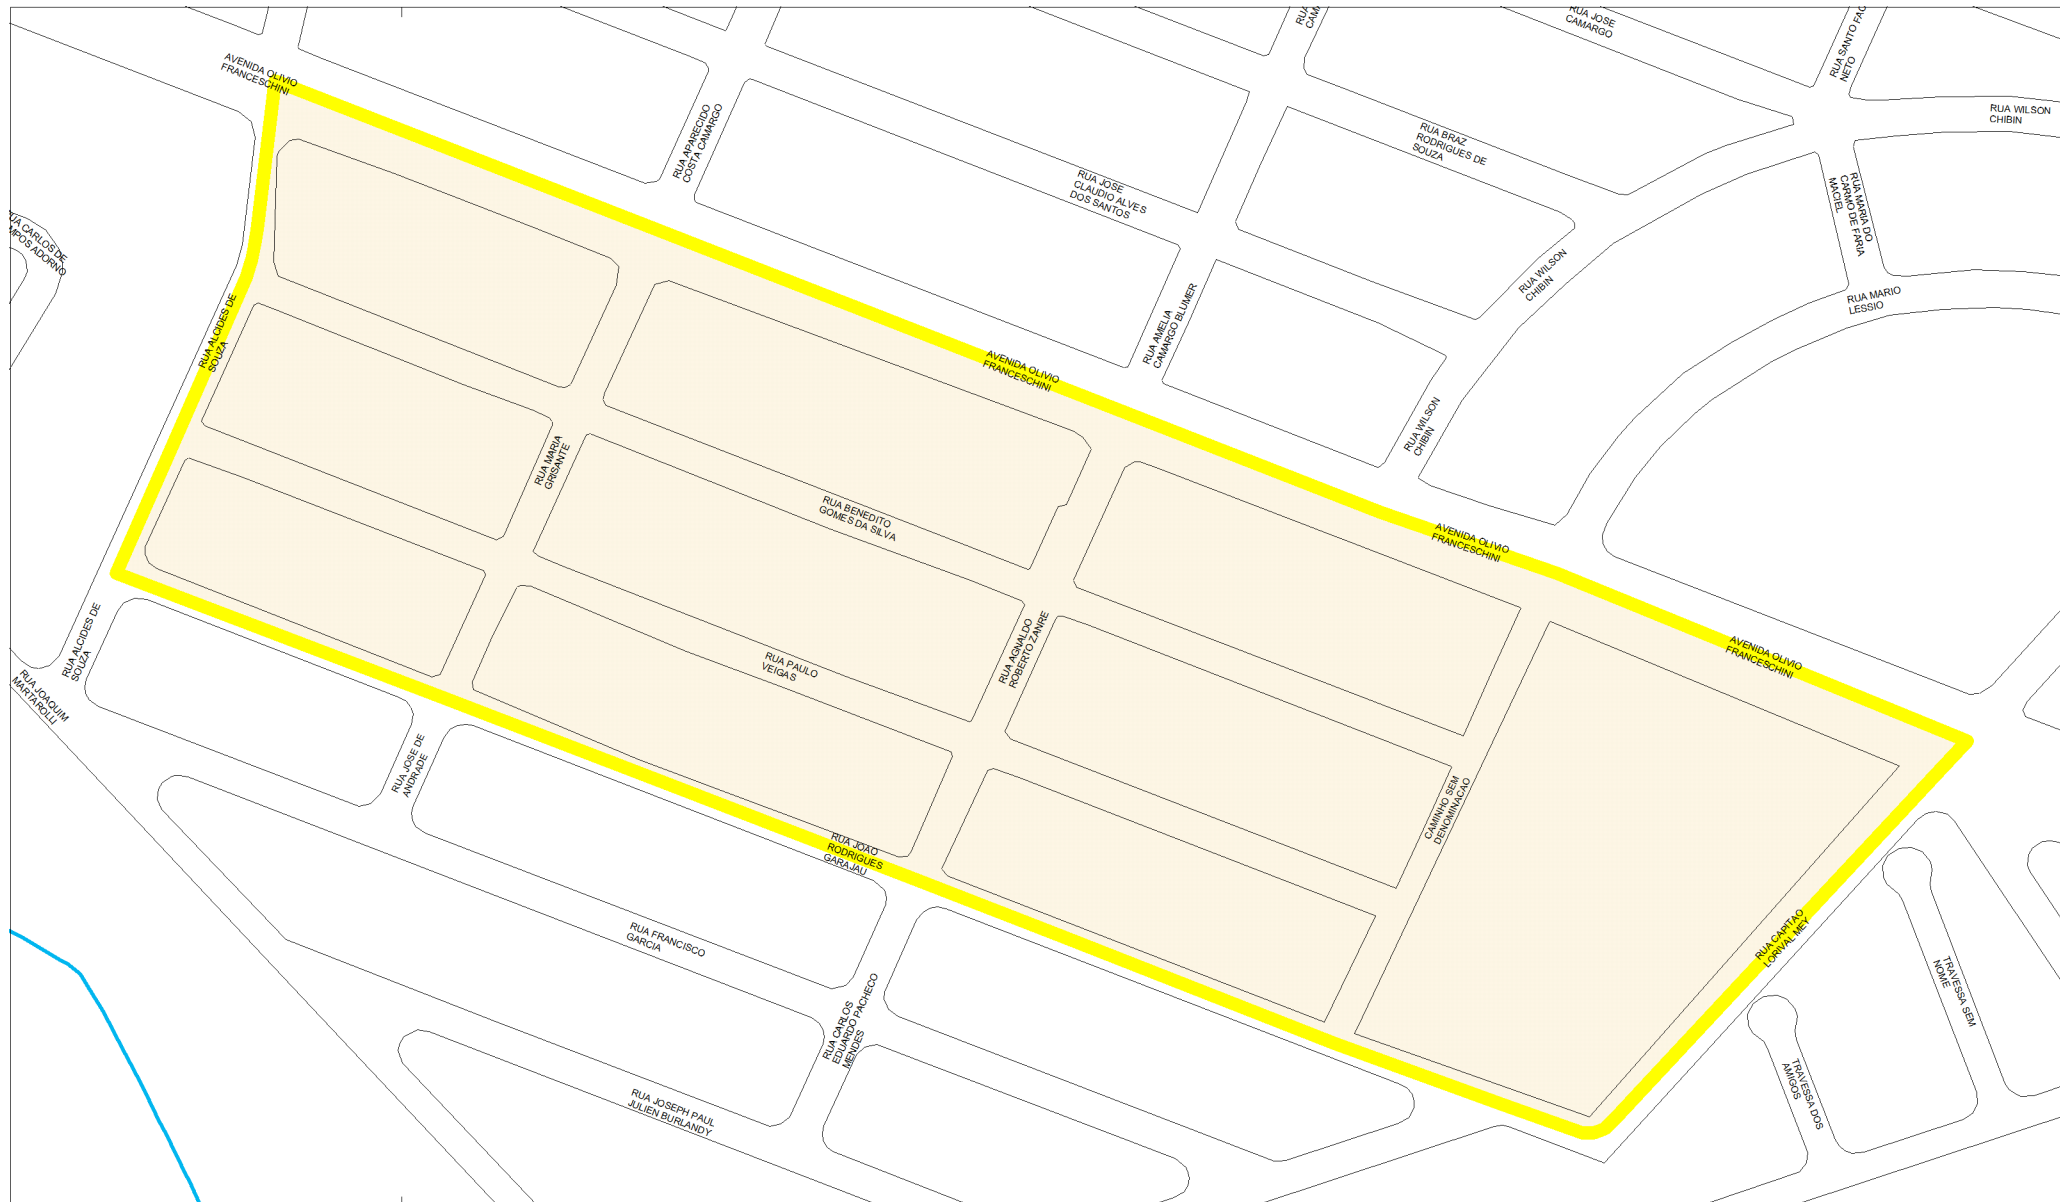 AVENIDA OLIVIO
FRANCESCHINI
RUA APARECIDO
COSTA CAMARGO
RUA JOSE
CAMARGO
RUA SANTO
NETO
RUA WILSON
CHIBIN
RUA BRAZ
RODRIGUES DE
SOUZA
RUA JOSE
CLAUDIO ALVES
DOS SANTOS
RUA MARIA DO
CARMO DE FARIA
MACIEL
RUA CARLOS DE
ADORNO
RUA WILSON
CHIBIN
RUA MARIO
LESSIO
RUA ALCIDES DE
SOUZA
RUA AMELIA
CAMARGO BLUMER
AVENIDA OLIVIO
FRANCESCHINI
RUA WILSON
CHIBIN
RUA MARIA
GRISANTE
RUA BENEDITO
GOMES DA SILVA
AVENIDA OLIVIO
FRANCESCHINI
RUA ALCIDES DE
SOUZA
RUA PAULO
VEIGAS
RUA AGNALDO
ROBERTO ZANRE
AVENIDA OLIVIO
FRANCESCHINI
RUA JOAQUIM
MARTAROLLI
RUA JOSE DE
ANDRADE
CAMINHO SEM
DENOMINACAO
RUA JOAO
RODRIGUES
GARAJAU
RUA CAPITAO
LORIVAL MEY
RUA FRANCISCO
GARCIA
TRAVESSA SEM
NOME
RUA CARLOS
EDUARDO PACHECO
MENDES
RUA JOSEPH PAUL
JULIEN BURLANDY
TRAVESSA DOS
AMIGOS